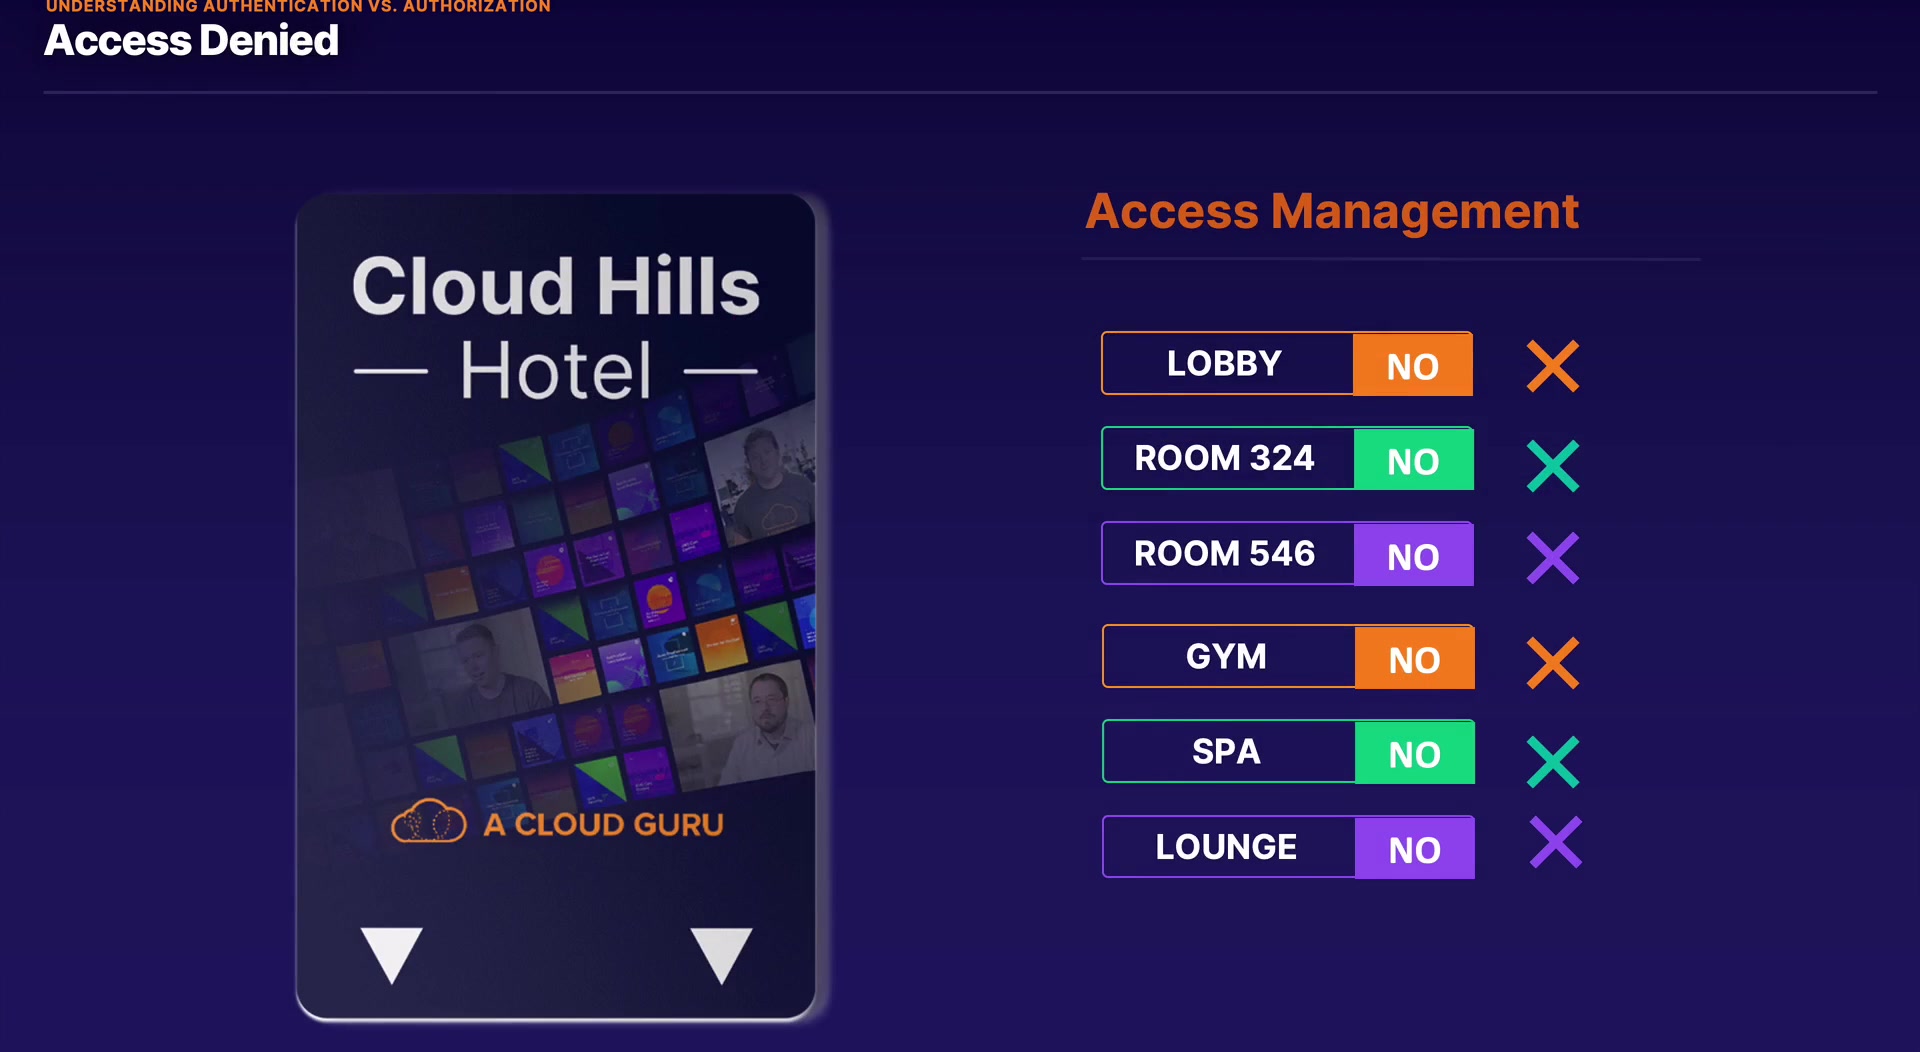 UNDERSTANDING AUTHENTICATION VS. AUTHORIZATION
Access Denied
Cloud Hills
Hotel
A CLOUD GURU
Access Management
LOBBY NO
ROOM 324 NO
ROOM 546 NO
GYM NO
SPA NO
LOUNGE NO